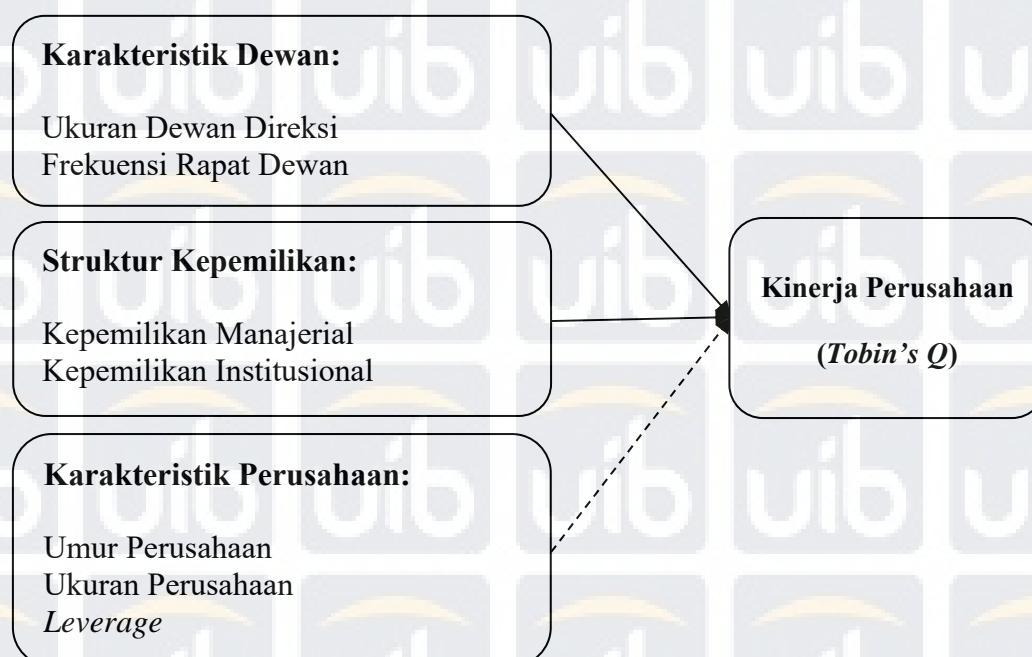 Karakteristik Dewan:
Ukuran Dewan Direksi
Frekuensi Rapat Dewan
Struktur Kepemilikan:
Kepemilikan Manajerial
Kepemilikan Institusional
Karakteristik Perusahaan:
Umur Perusahaan
Ukuran Perusahaan
Leverage
Kinerja Perusahaan
(Tobin's Q)
uib